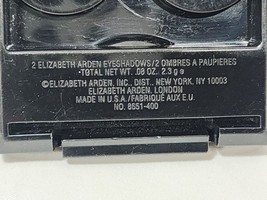 2 ELIZABETH ARDEN EYESHADOWS/2 OMBRES A PAUPIERES
•TOTAL NET WT. .08 OZ. 2.3 g e
©ELIZABETH ARDEN, INC., DIST., NEW YORK, NY 10003
ELIZABETH ARDEN, LONDON
MADE IN U.S.A./FABRIQUÉ AUX E.U.
NO. 8651-400